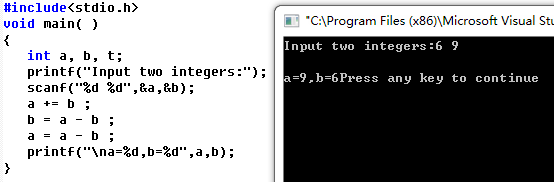 #include<stdio.h>
void main( )
{
int a, b, t;
printf("Input two integers:");
scanf("%d %d",&a,&b);
a += b ;
b = a - b ;
a = a - b ;
printf("\na=%d,b=%d",a,b);
}
"C:\Program Files (x86)\Microsoft Visual Stu
Input two integers:6 9
a=9,b=6Press any key to continue